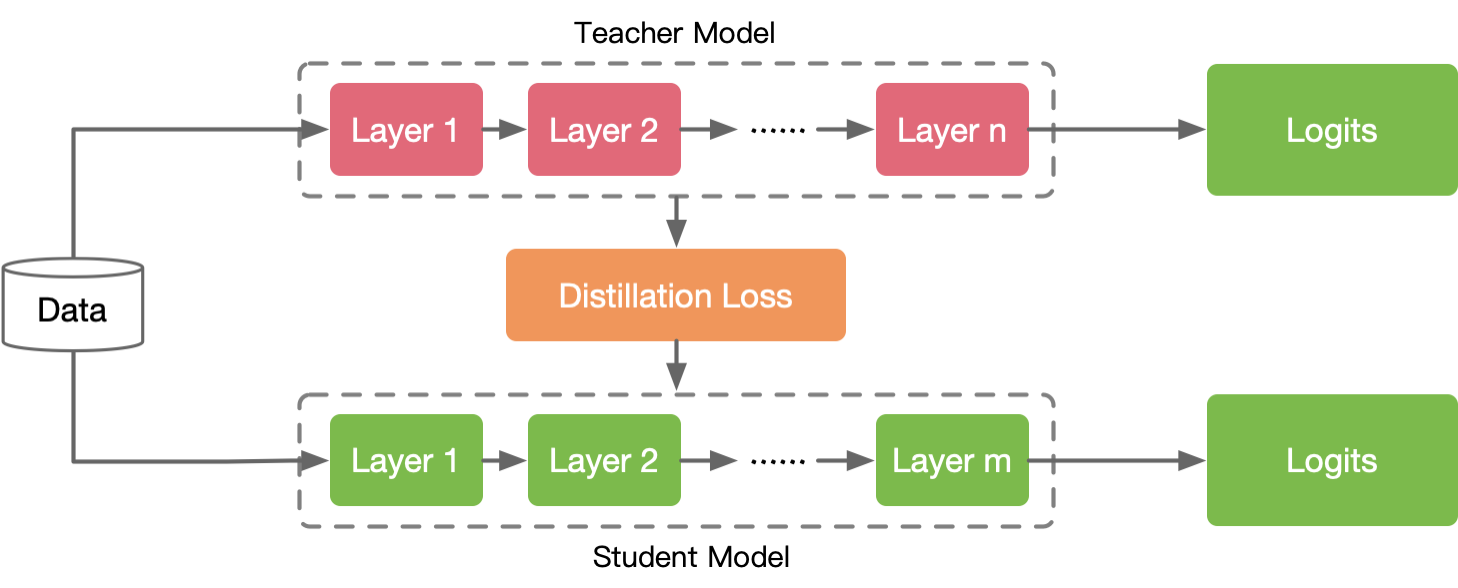 Teacher Model
Layer 1
Layer 2
......
Layer n
Logits
Data
Distillation Loss
Layer 1
Layer 2
......
Layer m
Logits
Student Model